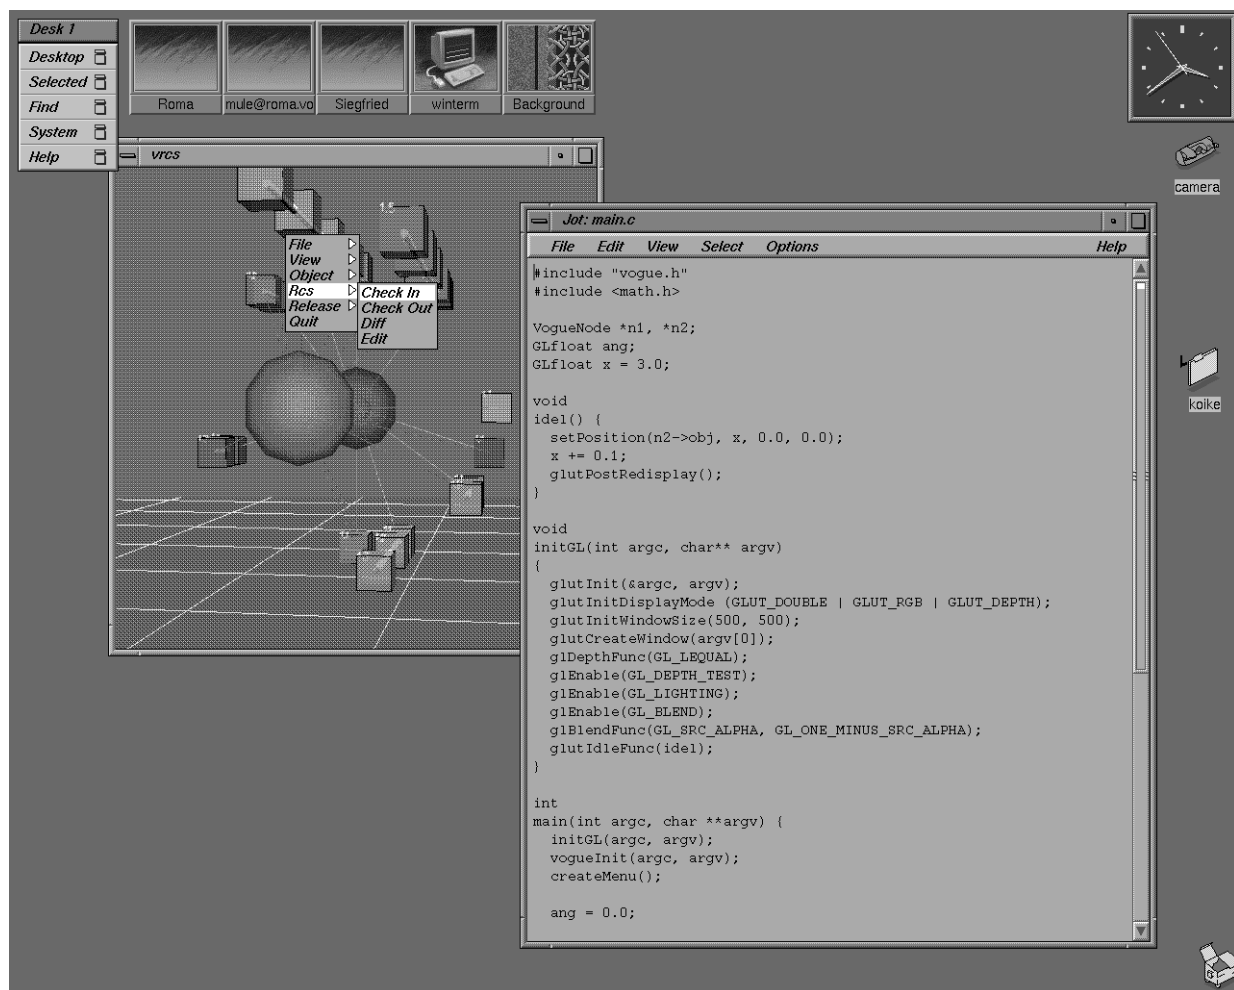 Desk 1
Desktop
Selected
Find
System
Help
Roma
mule@roma.vo
Siegfried
winterm
Background
camera
koike
vrcs
1.5
File
View
Object
Rcs
Release
Quit
Check In
Check Out
Diff
Edit
Jot: main.c
File Edit View Select Options Help
#include "vogue.h"
#include <math.h>
VogueNode *n1, *n2;
GLfloat ang;
GLfloat x = 3.0;
void
idel() {
setPosition(n2->obj, x, 0.0, 0.0);
x += 0.1;
glutPostRedisplay();
}
void
initGL(int argc, char** argv)
{
glutInit(&argc, argv);
glutInitDisplayMode (GLUT_DOUBLE | GLUT_RGB | GLUT_DEPTH);
glutInitWindowSize(500, 500);
glutCreateWindow(argv[0]);
glDepthFunc(GL_LEQUAL);
glEnable(GL_DEPTH_TEST);
glEnable(GL_LIGHTING);
glEnable(GL_BLEND);
glBlendFunc(GL_SRC_ALPHA, GL_ONE_MINUS_SRC_ALPHA);
glutIdleFunc(idel);
}
int
main(int argc, char **argv) {
initGL(argc, argv);
vogueInit(argc, argv);
createMenu();
ang = 0.0;